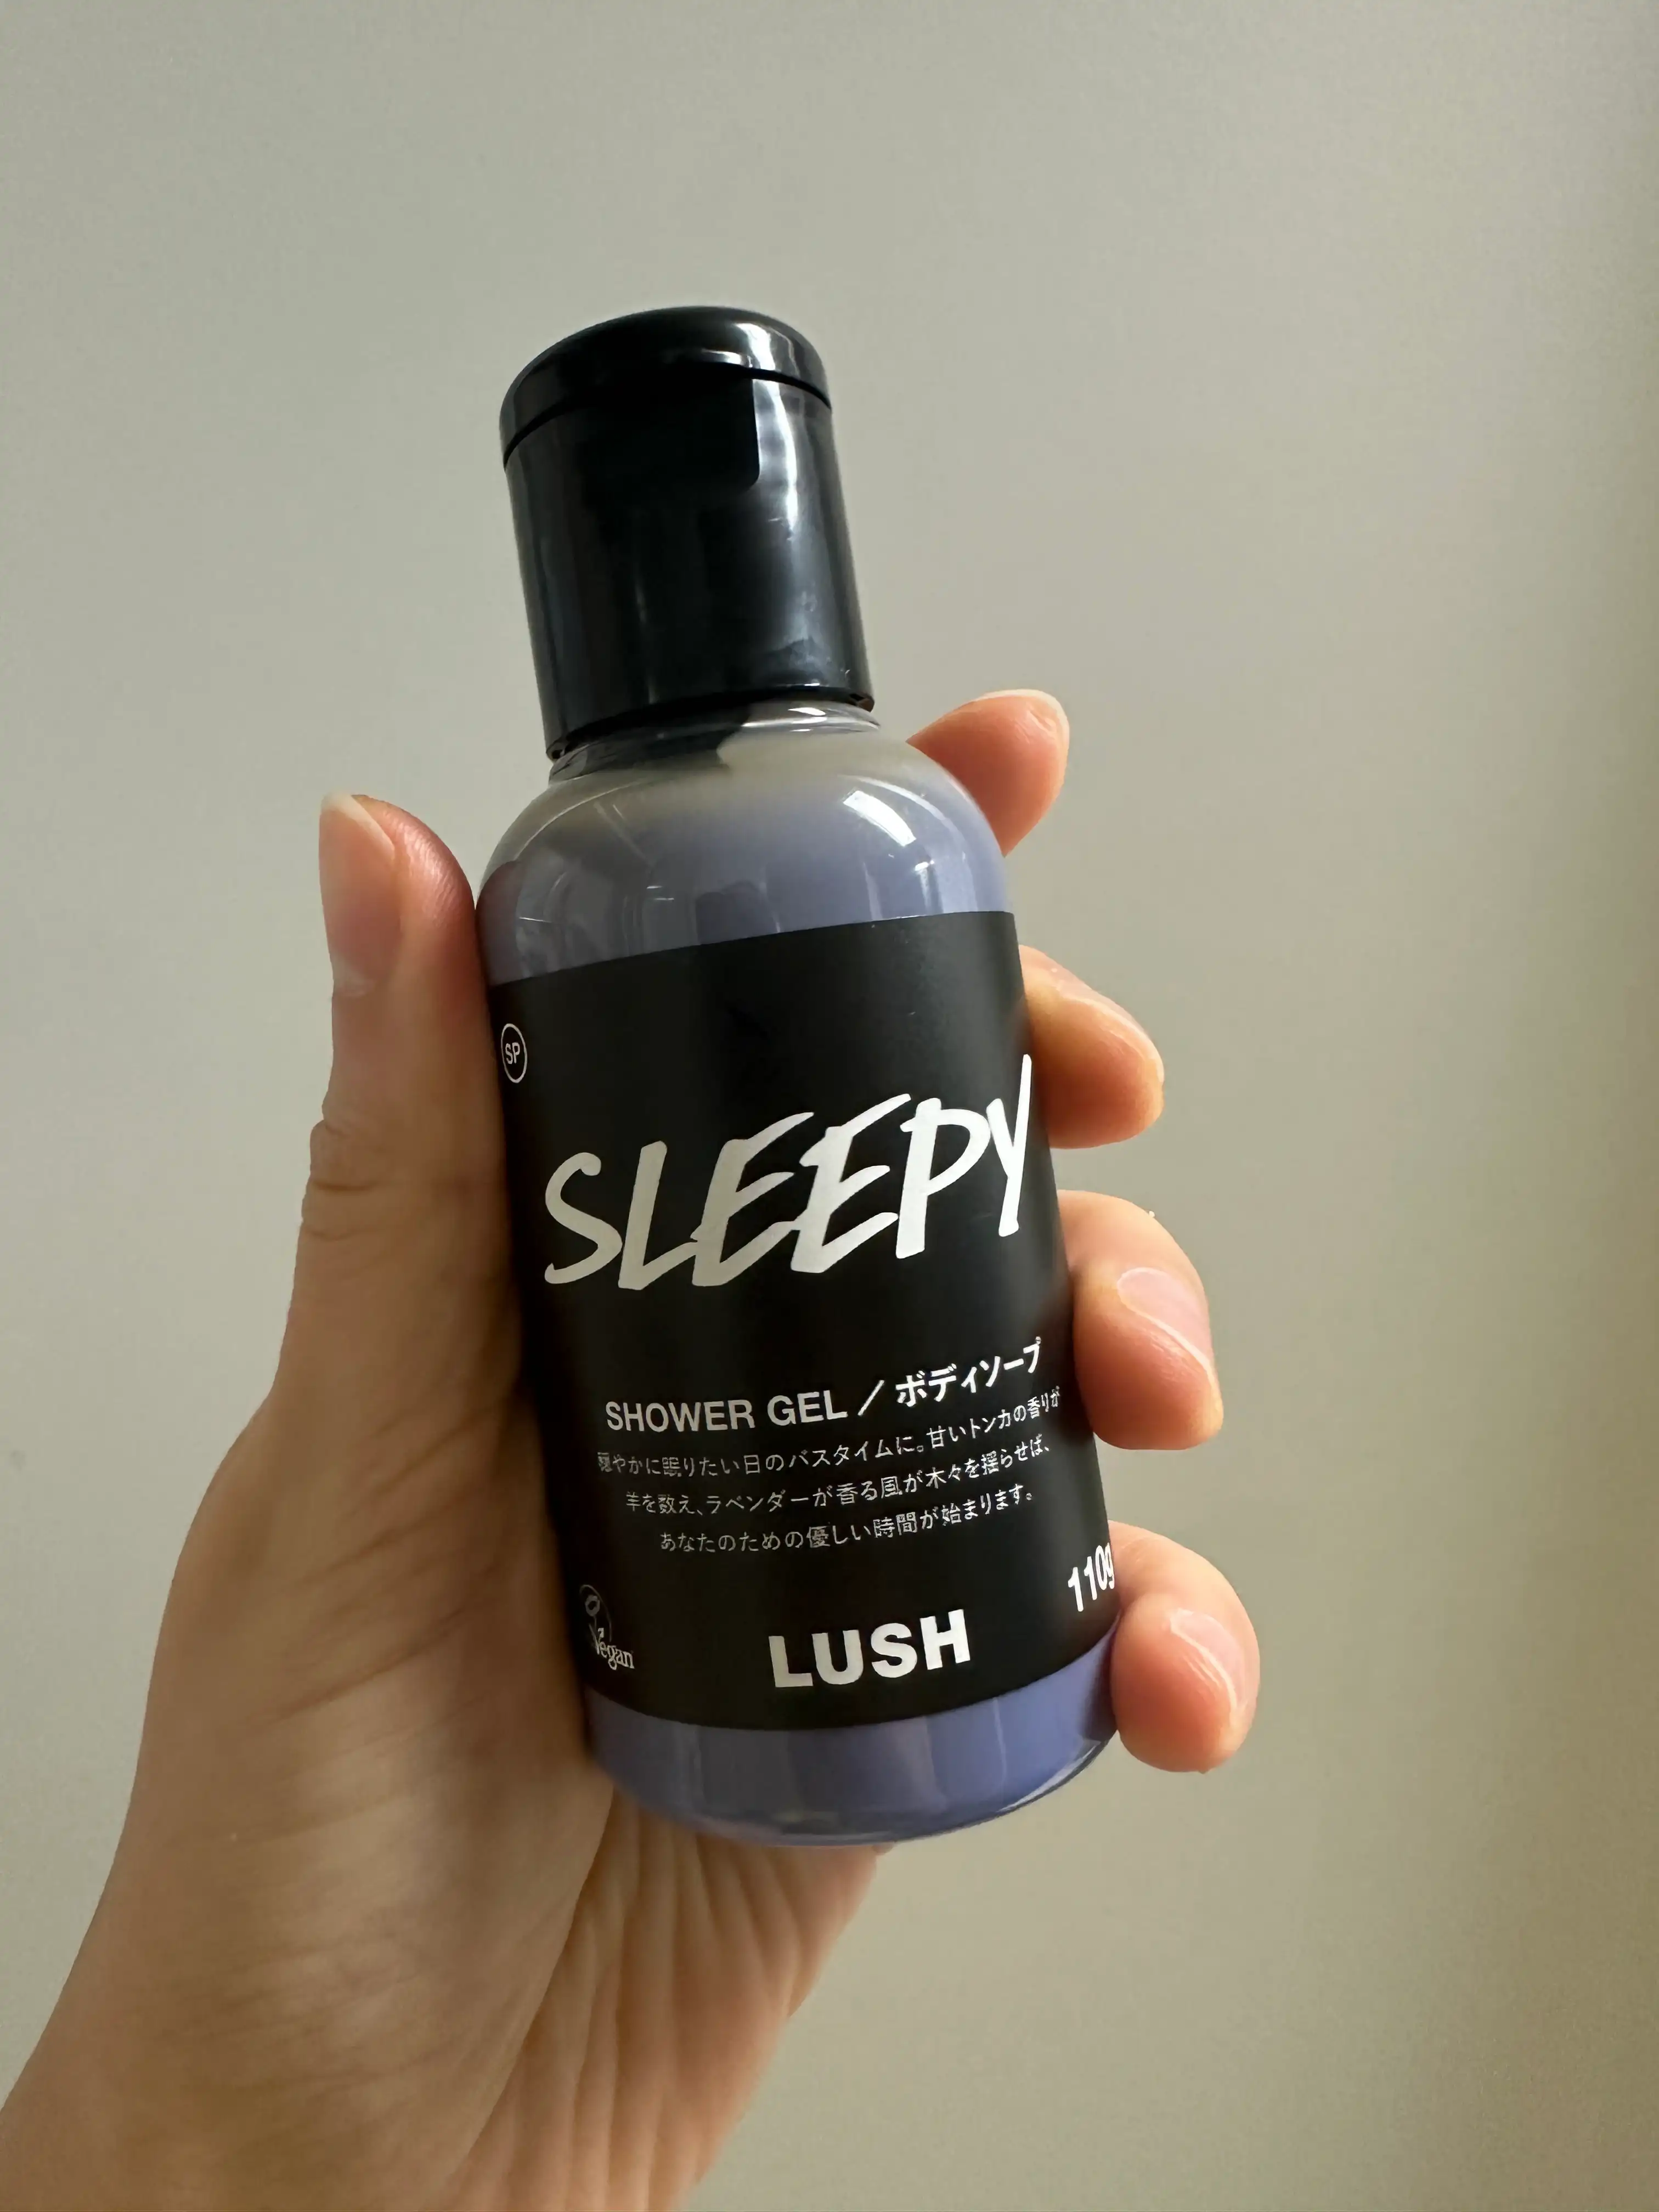 SP
SLEEPY
SHOWER GEL／ボディソープ
穏やかに眠りたい日のバスタイムに。甘いトンカの香りが
羊を数え、ラベンダーが香る風が木々を揺らせば、
あなたのための優しい時間が始まります。
110g
Vegan
LUSH